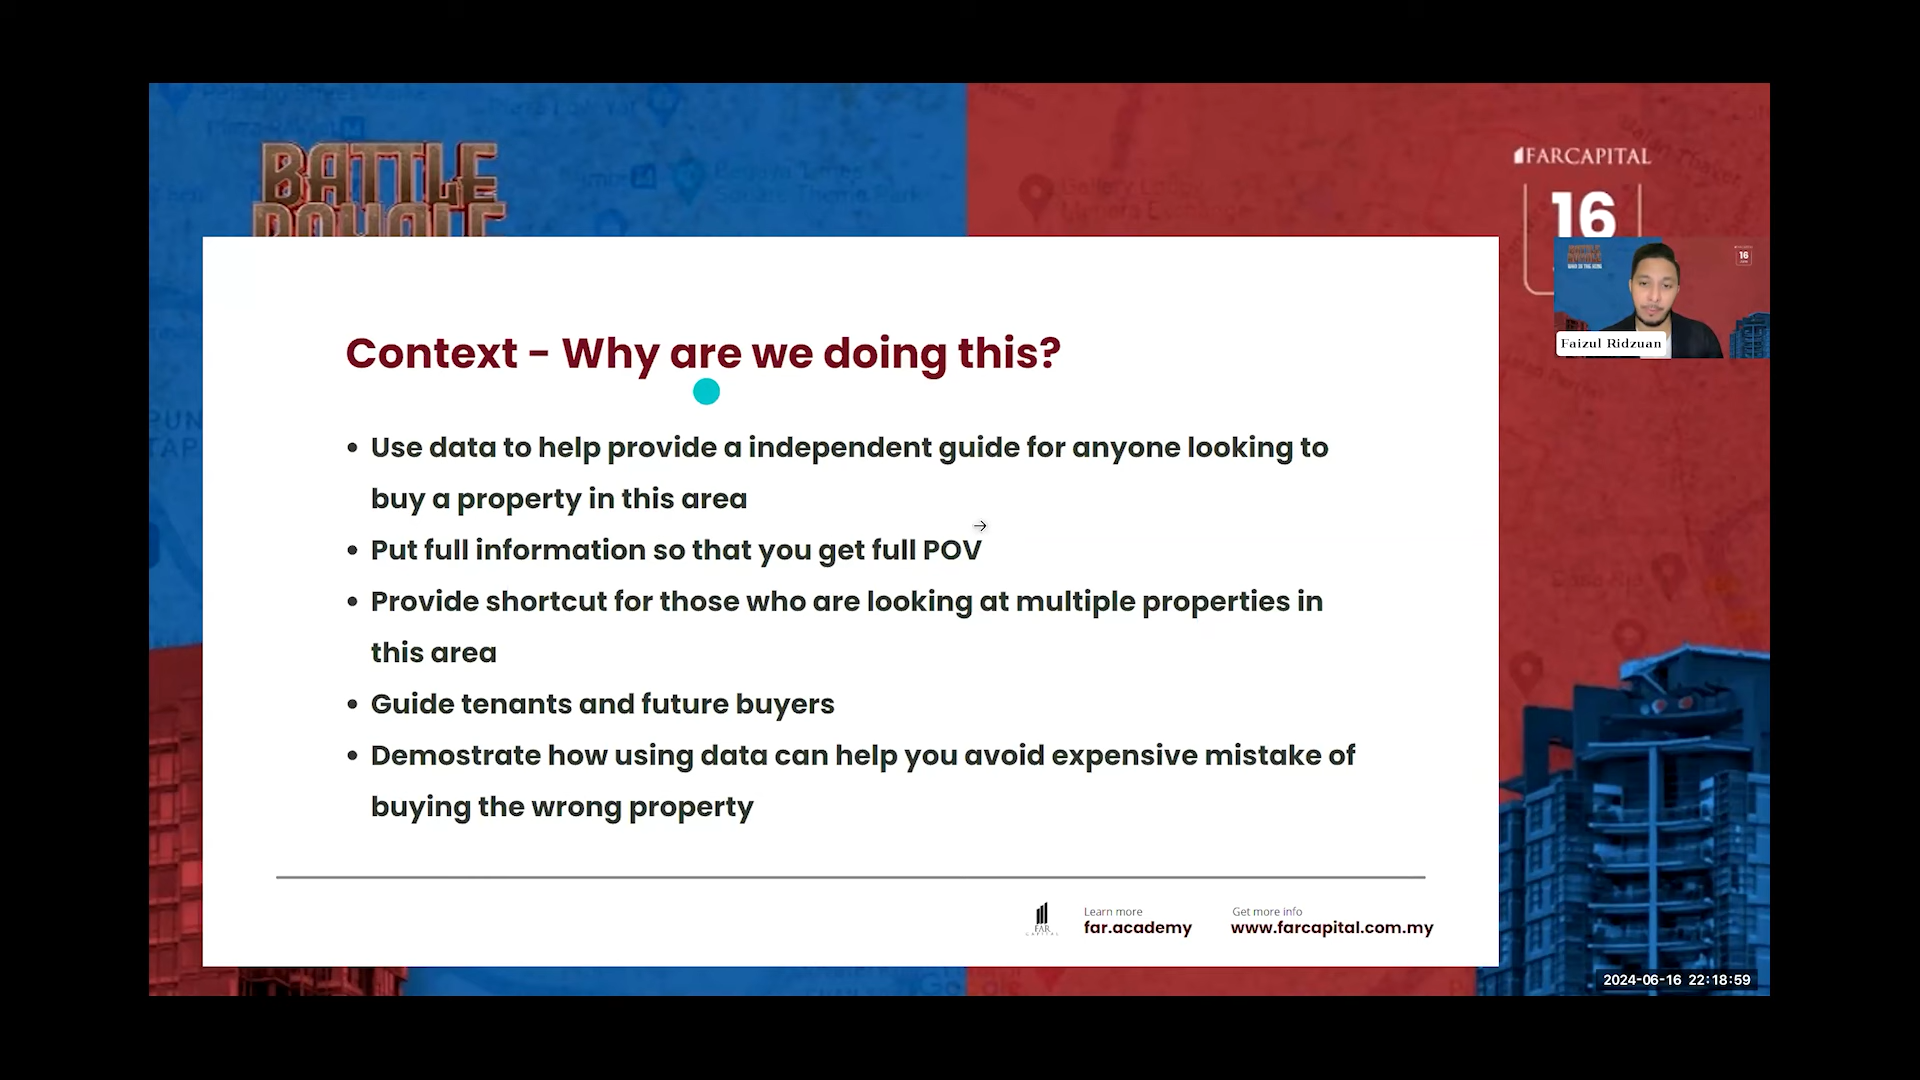 BATTLE
ROYALE
FARCAPITAL
16
Faizul Ridzuan
Context - Why are we doing this?
• Use data to help provide a independent guide for anyone looking to
buy a property in this area
• Put full information so that you get full POV
• Provide shortcut for those who are looking at multiple properties in
this area
• Guide tenants and future buyers
• Demostrate how using data can help you avoid expensive mistake of
buying the wrong property
FAR
CAPITAL
Learn more
far.academy
Get more info
www.farcapital.com.my
2024-06-16 22:18:59